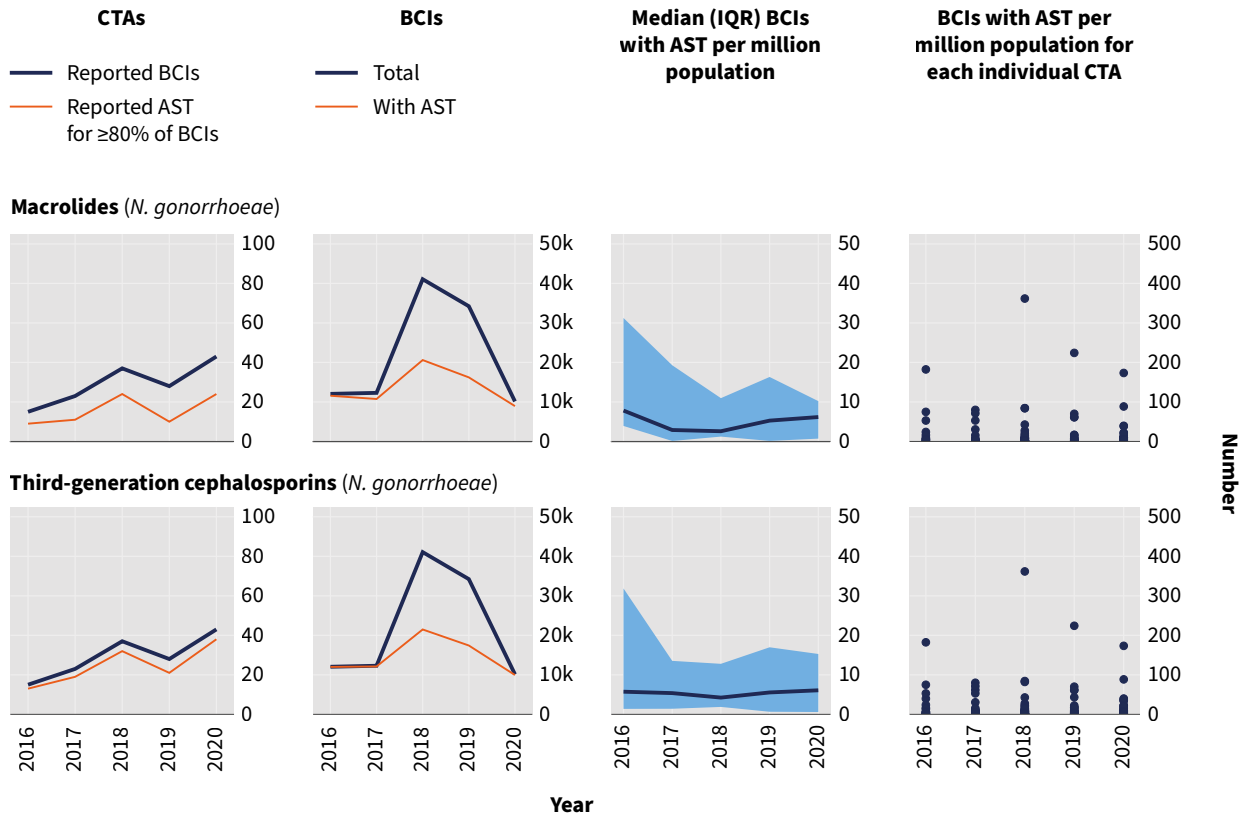 CTAs
Reported BCIs
Reported AST
for ≥80% of BCIs
BCIs
Total
With AST
Median (IQR) BCIs
with AST per million
population
BCIs with AST per
million population for
each individual CTA
Macrolides (N. gonorrhoeae)
100
80
60
40
20
0
50k
40k
30k
20k
10k
0
50
40
30
20
10
0
500
400
300
200
100
0
Third-generation cephalosporins (N. gonorrhoeae)
100
80
60
40
20
0
50k
40k
30k
20k
10k
0
50
40
30
20
10
0
500
400
300
200
100
0
2016
2017
2018
2019
2020
2016
2017
2018
2019
2020
2016
2017
2018
2019
2020
2016
2017
2018
2019
2020
Year
Number